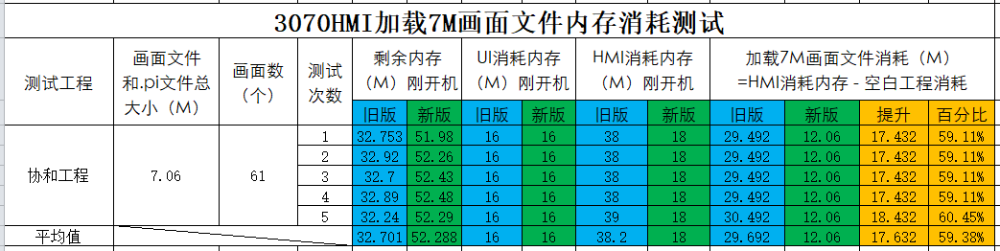 3070HMI加载7M画面文件内存消耗测试
测试工程 画面文件和.pi文件总大小（M） 画面数（个） 测试次数 剩余内存（M）刚开机 UI消耗内存（M）刚开机 HMI消耗内存（M）刚开机 加载7M画面文件消耗（M）=HMI消耗内存 - 空白工程消耗
旧版 新版 旧版 新版 旧版 新版 旧版 新版 提升 百分比
协和工程 7.06 61 1 32.753 51.98 16 16 38 18 29.492 12.06 17.432 59.11%
2 32.92 52.26 16 16 38 18 29.492 12.06 17.432 59.11%
3 32.7 52.43 16 16 38 18 29.492 12.06 17.432 59.11%
4 32.89 52.48 16 16 38 18 29.492 12.06 17.432 59.11%
5 32.24 52.29 16 16 39 18 30.492 12.06 18.432 60.45%
平均值 32.701 52.288 16 16 38.2 18 29.692 12.06 17.632 59.38%